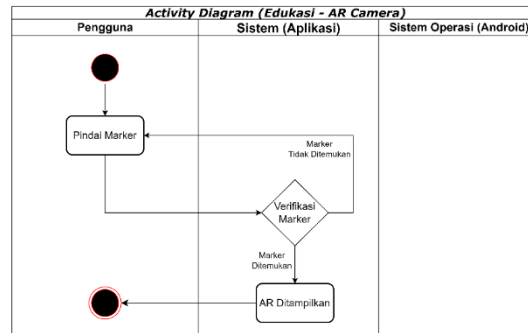 Activity Diagram (Edukasi - AR Camera)
Pengguna
Sistem (Aplikasi)
Sistem Operasi (Android)
Pindai Marker
Marker
Tidak Ditemukan
Verifikasi
Marker
Marker
Ditemukan
AR Ditampilkan